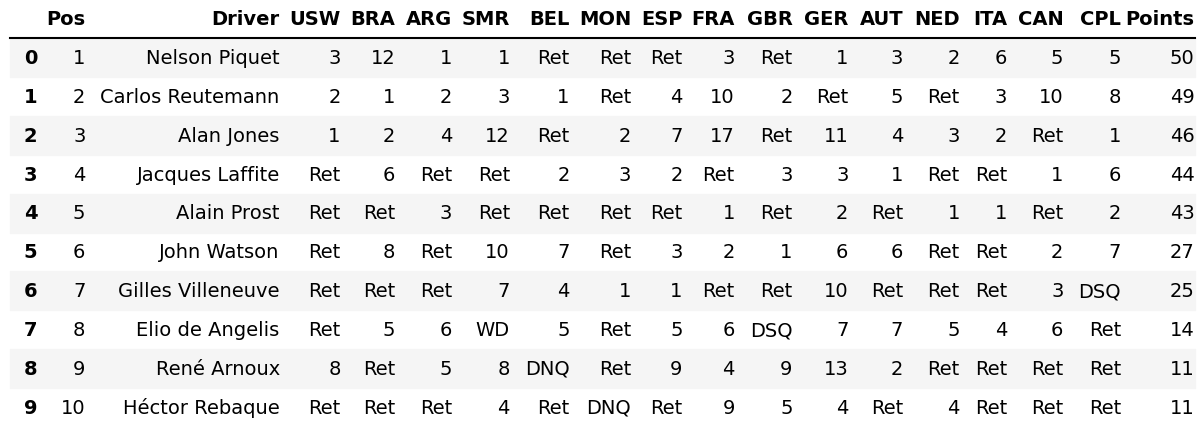 Pos Driver USW BRA ARG SMR BEL MON ESP FRA GBR GER AUT NED ITA CAN CPL Points
0 1 Nelson Piquet 3 12 1 1 Ret Ret Ret 3 Ret 1 3 2 6 5 5 50
1 2 Carlos Reutemann 2 1 2 3 1 Ret 4 10 2 Ret 5 Ret 3 10 8 49
2 3 Alan Jones 1 2 4 12 Ret 2 7 17 Ret 11 4 3 2 Ret 1 46
3 4 Jacques Laffite Ret 6 Ret Ret 2 3 2 Ret 3 3 1 Ret Ret 1 6 44
4 5 Alain Prost Ret Ret 3 Ret Ret Ret Ret 1 Ret 2 Ret 1 1 Ret 2 43
5 6 John Watson Ret 8 Ret 10 7 Ret 3 2 1 6 6 Ret Ret 2 7 27
6 7 Gilles Villeneuve Ret Ret Ret 7 4 1 1 Ret Ret 10 Ret Ret Ret 3 DSQ 25
7 8 Elio de Angelis Ret 5 6 WD 5 Ret 5 6 DSQ 7 7 5 4 6 Ret 14
8 9 René Arnoux 8 Ret 5 8 DNQ Ret 9 4 9 13 2 Ret Ret Ret Ret 11
9 10 Héctor Rebaque Ret Ret Ret 4 Ret DNQ Ret 9 5 4 Ret 4 Ret Ret Ret 11